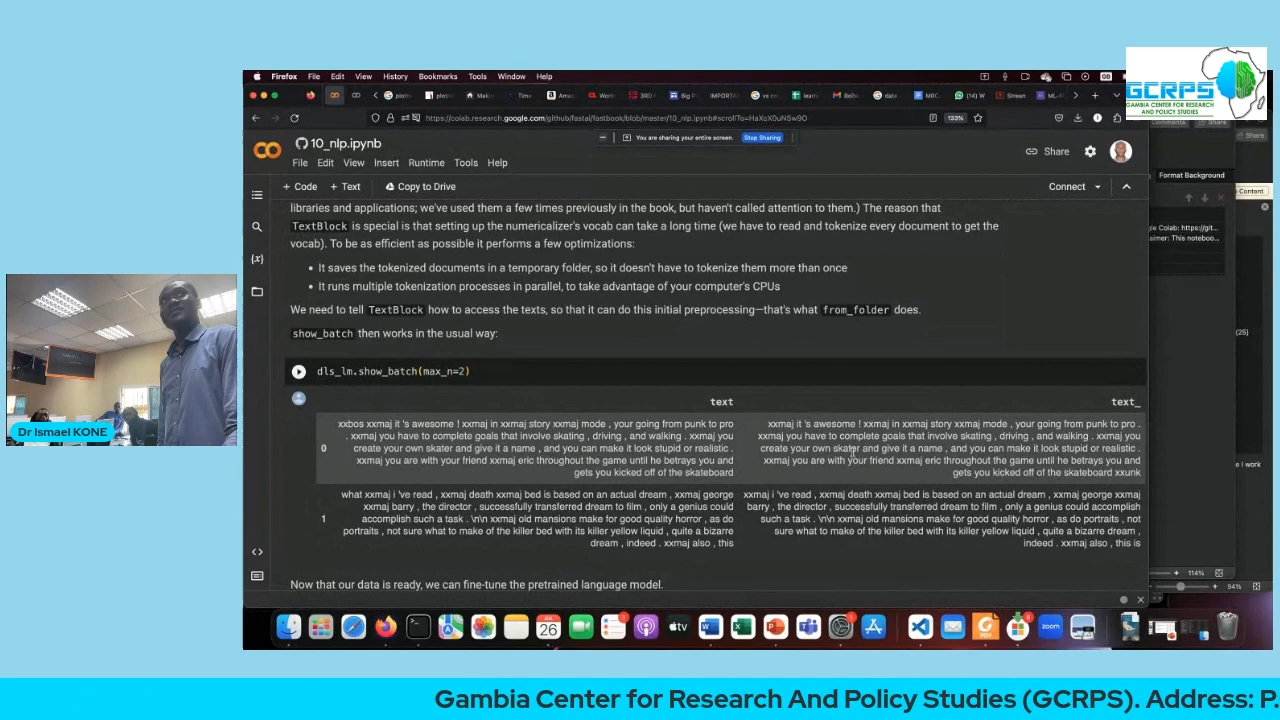 Firefox File Edit View History Bookmarks Tools Window Help
https://colab.research.google.com/github/fastai/fastbook/blob/master/10_nlp.ipynb#scrollTo=HaXcX0uNSw9O
133%
You are sharing your entire screen. Stop Sharing
GCRPS
GAMBIA CENTER FOR RESEARCH
AND POLICY STUDIES
10_nlp.ipynb
File Edit View Insert Runtime Tools Help
Share
+ Code + Text Copy to Drive
Connect
Format Background
libraries and applications; we've used them a few times previously in the book, but haven't called attention to them.) The reason that
TextBlock is special is that setting up the numericalizer's vocab can take a long time (we have to read and tokenize every document to get the
vocab). To be as efficient as possible it performs a few optimizations:
• It saves the tokenized documents in a temporary folder, so it doesn't have to tokenize them more than once
• It runs multiple tokenization processes in parallel, to take advantage of your computer's CPUs
We need to tell TextBlock how to access the texts, so that it can do this initial preprocessing—that's what from_folder does.
show_batch then works in the usual way:
dls_lm.show_batch(max_n=2)
text text_
0
xxbos xxmaj it 's awesome ! xxmaj in xxmaj story xxmaj mode , your going from punk to pro
. xxmaj you have to complete goals that involve skating , driving , and walking . xxmaj you
create your own skater and give it a name , and you can make it look stupid or realistic .
xxmaj you are with your friend xxmaj eric throughout the game until he betrays you and
gets you kicked off of the skateboard
xxmaj it 's awesome ! xxmaj in xxmaj story xxmaj mode , your going from punk to pro .
xxmaj you have to complete goals that involve skating , driving , and walking . xxmaj you
create your own skater and give it a name , and you can make it look stupid or realistic .
xxmaj you are with your friend xxmaj eric throughout the game until he betrays you and
gets you kicked off of the skateboard xxunk
1
what xxmaj i 've read , xxmaj death xxmaj bed is based on an actual dream , xxmaj george
xxmaj barry , the director , successfully transferred dream to film , only a genius could
accomplish such a task . \n\n xxmaj old mansions make for good quality horror , as do
portraits , not sure what to make of the killer bed with its killer yellow liquid , quite a bizarre
dream , indeed . xxmaj also , this
xxmaj i 've read , xxmaj death xxmaj bed is based on an actual dream , xxmaj george xxmaj
barry , the director , successfully transferred dream to film , only a genius could accomplish
such a task . \n\n xxmaj old mansions make for good quality horror , as do portraits , not
sure what to make of the killer bed with its killer yellow liquid , quite a bizarre dream ,
indeed . xxmaj also , this is
Now that our data is ready, we can fine-tune the pretrained language model.
114%
94%
Dr Ismael KONE
26
zoom
Gambia Center for Research And Policy Studies (GCRPS). Address: P.